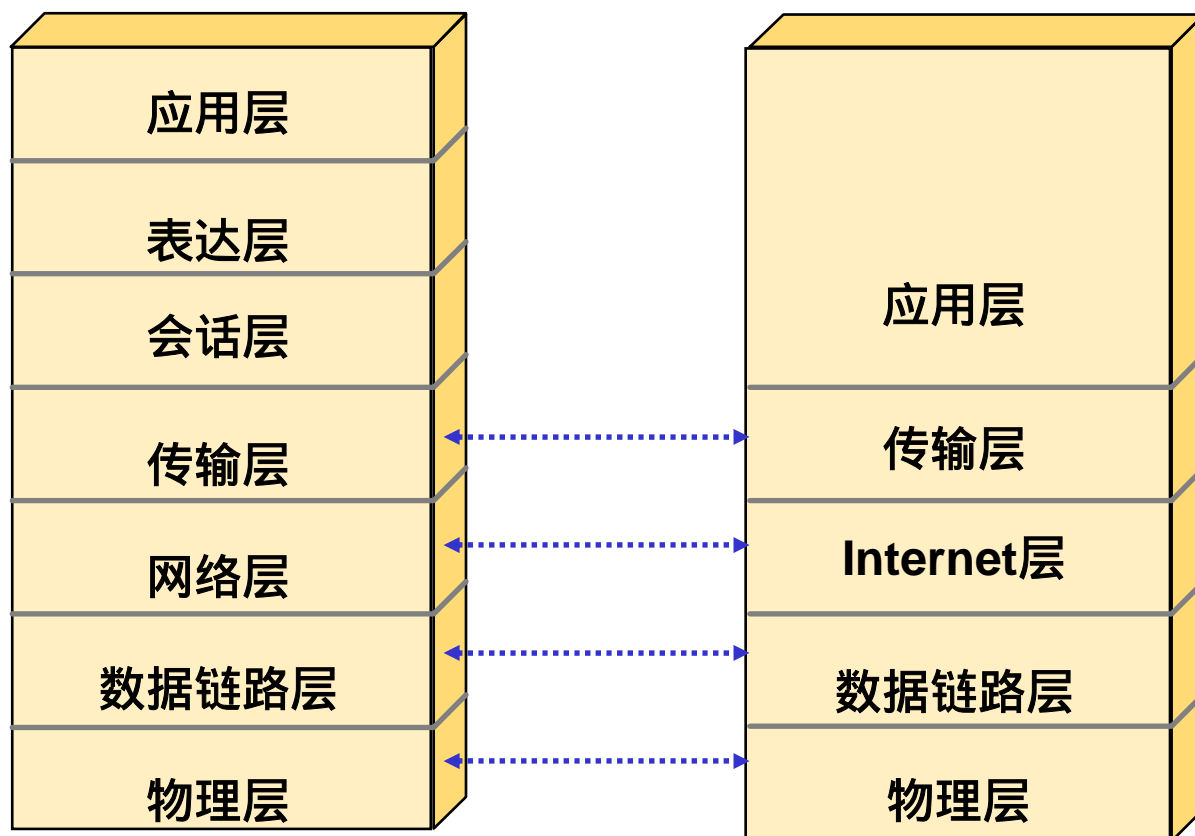 应用层
表达层
会话层
传输层
网络层
数据链路层
物理层
应用层
传输层
Internet层
数据链路层
物理层